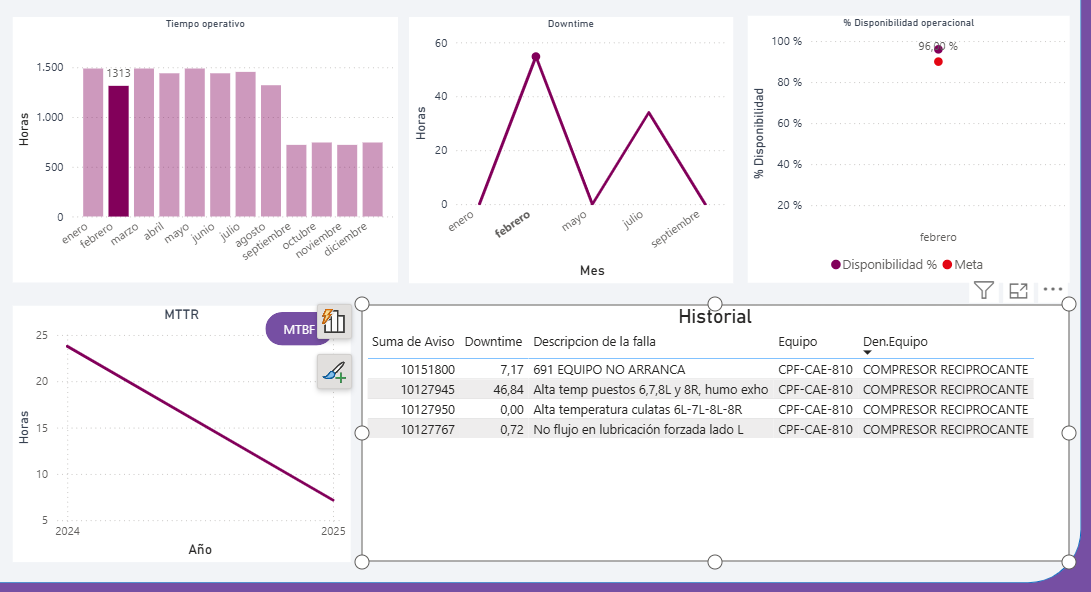 Tiempo operativo
1.500
1.000
500
0
Horas
1313
enero
febrero
marzo
abril
mayo
junio
julio
agosto
septiembre
octubre
noviembre
diciembre
Downtime
60
40
20
0
Horas
enero
febrero
mayo
julio
septiembre
Mes
% Disponibilidad operacional
100 %
80 %
60 %
40 %
20 %
% Disponibilidad
96,00 %
febrero
Disponibilidad %
Meta
MTTR
MTBF
25
20
15
10
5
Horas
2024
2025
Año
Historial
Suma de Aviso Downtime Descripcion de la falla Equipo Den.Equipo
10151800 7,17 691 EQUIPO NO ARRANCA CPF-CAE-810 COMPRESOR RECIPROCANTE
10127945 46,84 Alta temp puestos 6,7,8L y 8R, humo exho CPF-CAE-810 COMPRESOR RECIPROCANTE
10127950 0,00 Alta temperatura culatas 6L-7L-8L-8R CPF-CAE-810 COMPRESOR RECIPROCANTE
10127767 0,72 No flujo en lubricación forzada lado L CPF-CAE-810 COMPRESOR RECIPROCANTE